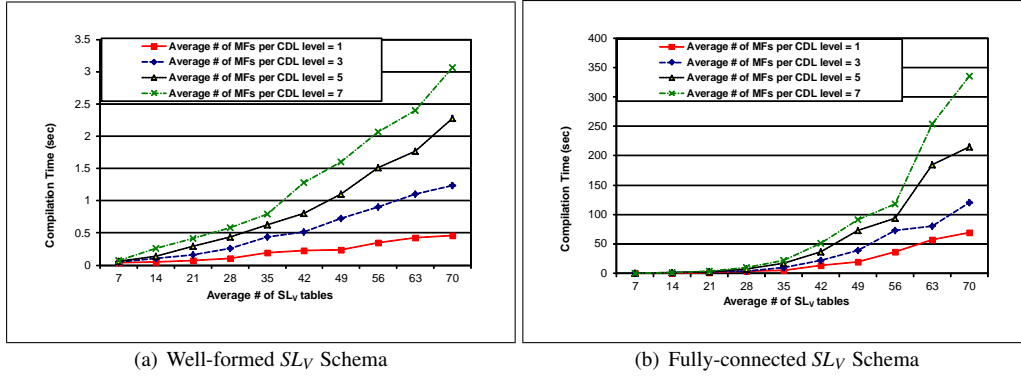 3.5
3
2.5
2
1.5
1
0.5
0
Compilation Time (sec)
Average # of MFs per CDL level = 1
Average # of MFs per CDL level = 3
Average # of MFs per CDL level = 5
Average # of MFs per CDL level = 7
7 14 21 28 35 42 49 56 63 70
Average # of SLV tables
(a) Well-formed SLV Schema
400
350
300
250
200
150
100
50
0
Compilation Time (sec)
Average # of MFs per CDL level = 1
Average # of MFs per CDL level = 3
Average # of MFs per CDL level = 5
Average # of MFs per CDL level = 7
7 14 21 28 35 42 49 56 63 70
Average # of SLV tables
(b) Fully-connected SLV Schema